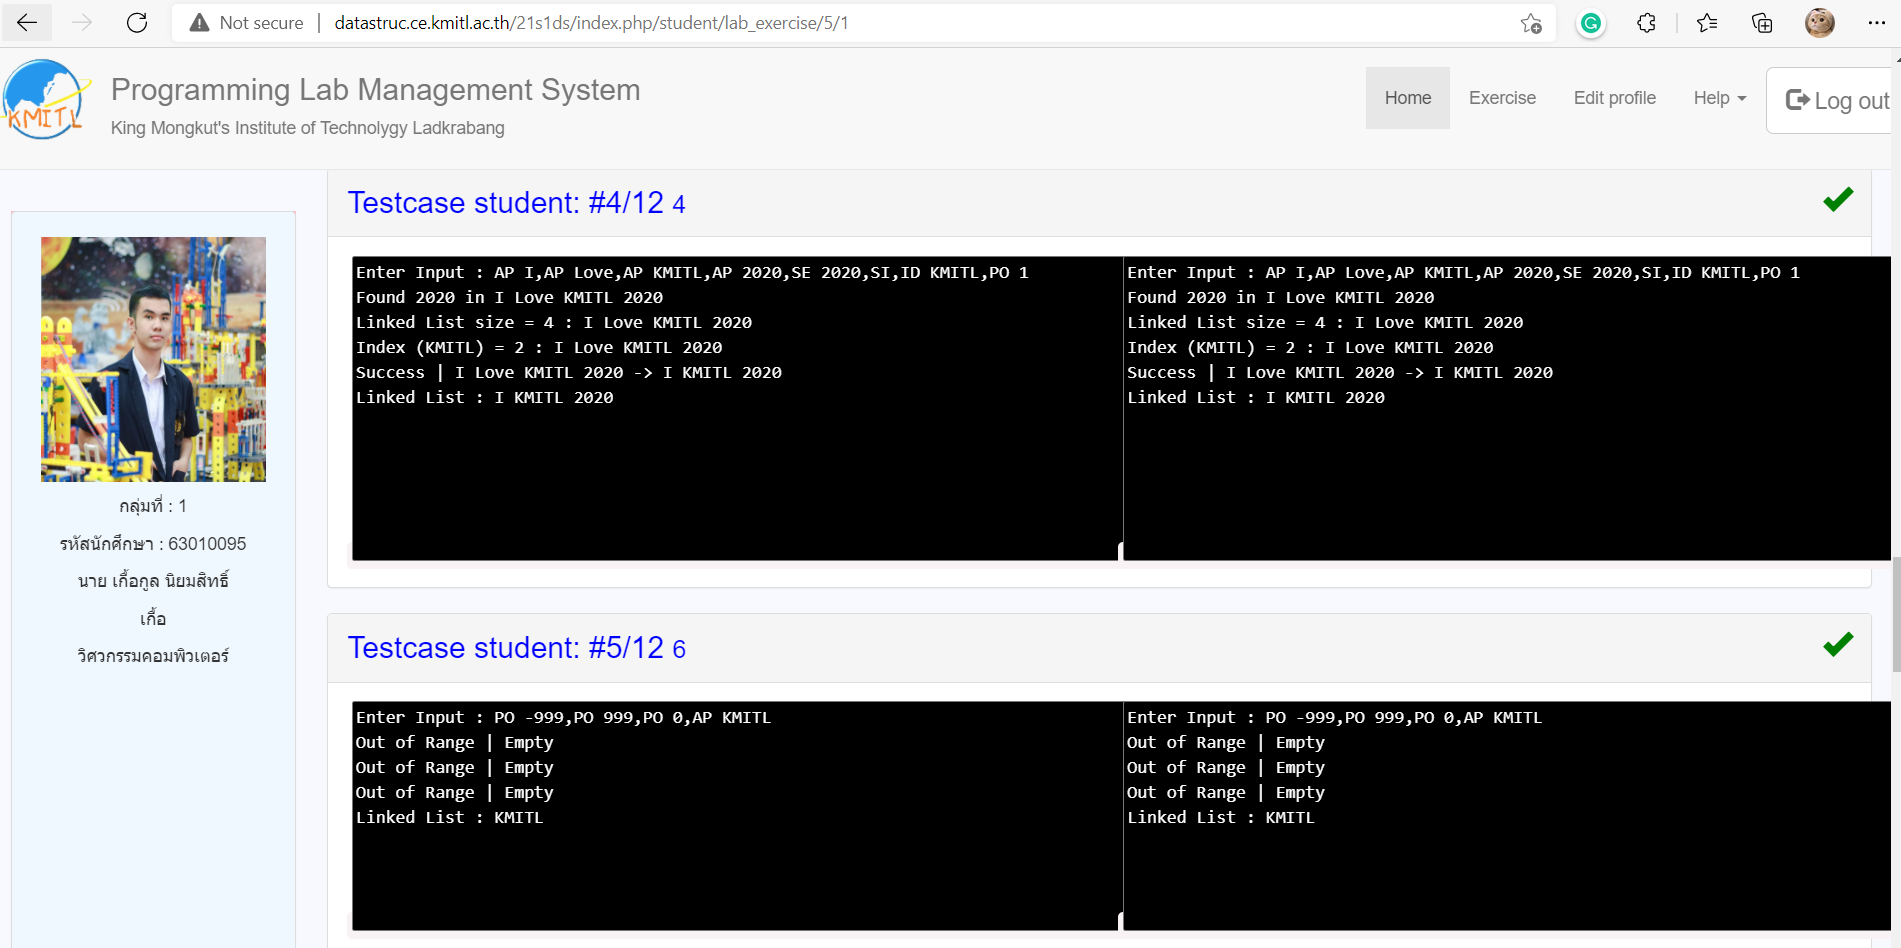 Not secure
datastruc.ce.kmitl.ac.th/21s1ds/index.php/student/lab_exercise/5/1
KMITL
Programming Lab Management System
King Mongkut's Institute of Technolygy Ladkrabang
Home
Exercise
Edit profile
Help
Log out
กลุ่มที่ : 1
รหัสนักศึกษา : 63010095
นาย เกื้อกูล นิยมสิทธิ์
เกื้อ
วิศวกรรมคอมพิวเตอร์
Testcase student: #4/12 4
Enter Input : AP I,AP Love,AP KMITL,AP 2020,SE 2020,SI,ID KMITL,PO 1
Found 2020 in I Love KMITL 2020
Linked List size = 4 : I Love KMITL 2020
Index (KMITL) = 2 : I Love KMITL 2020
Success | I Love KMITL 2020 -> I KMITL 2020
Linked List : I KMITL 2020
Enter Input : AP I,AP Love,AP KMITL,AP 2020,SE 2020,SI,ID KMITL,PO 1
Found 2020 in I Love KMITL 2020
Linked List size = 4 : I Love KMITL 2020
Index (KMITL) = 2 : I Love KMITL 2020
Success | I Love KMITL 2020 -> I KMITL 2020
Linked List : I KMITL 2020
Testcase student: #5/12 6
Enter Input : PO -999,PO 999,PO 0,AP KMITL
Out of Range | Empty
Out of Range | Empty
Out of Range | Empty
Linked List : KMITL
Enter Input : PO -999,PO 999,PO 0,AP KMITL
Out of Range | Empty
Out of Range | Empty
Out of Range | Empty
Linked List : KMITL